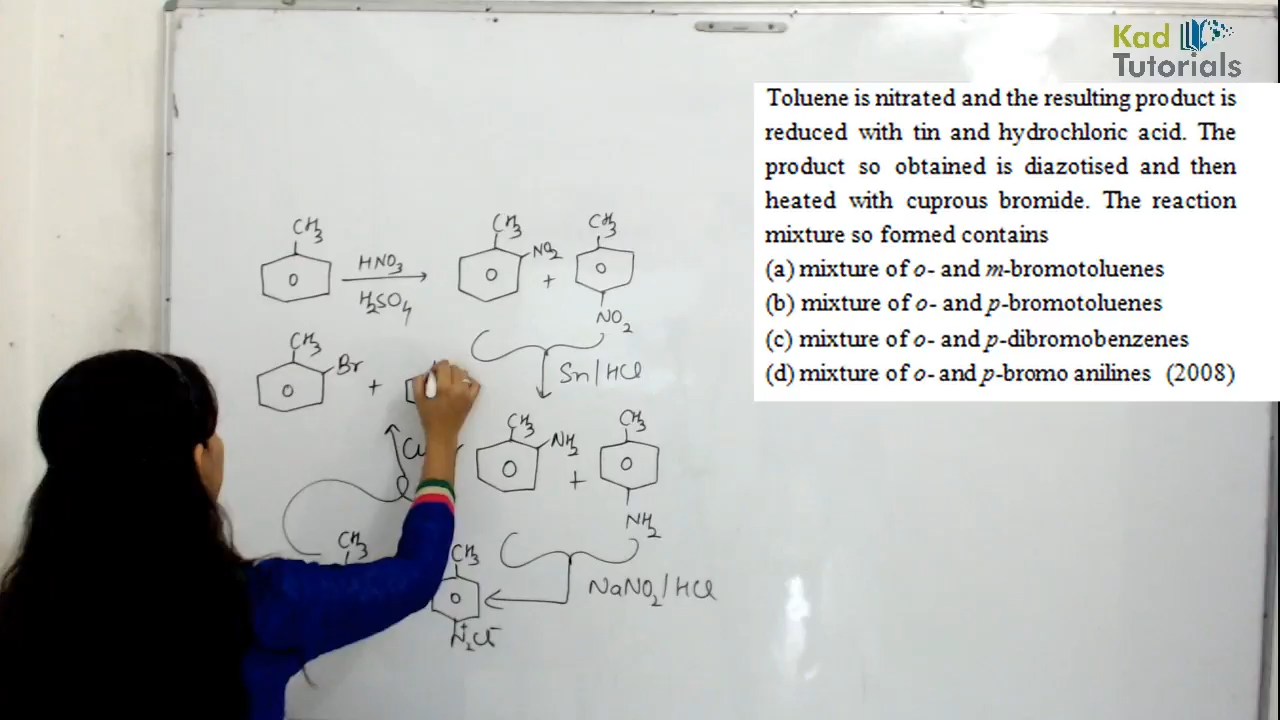 Kad
Tutorials
Toluene is nitrated and the resulting product is
reduced with tin and hydrochloric acid. The
product so obtained is diazotised and then
heated with cuprous bromide. The reaction
mixture so formed contains
(a) mixture of o- and m-bromotoluenes
(b) mixture of o- and p-bromotoluenes
(c) mixture of o- and p-dibromobenzenes
(d) mixture of o- and p-bromo anilines (2008)
CH3
HNO3
H2SO4
CH3
NO2
+
CH3
NO2
Sn/HCl
CH3
Br
+
CH3
NH2
+
CH3
NH2
NaNO2/HCl
CH3
CH3
N2+Cl-